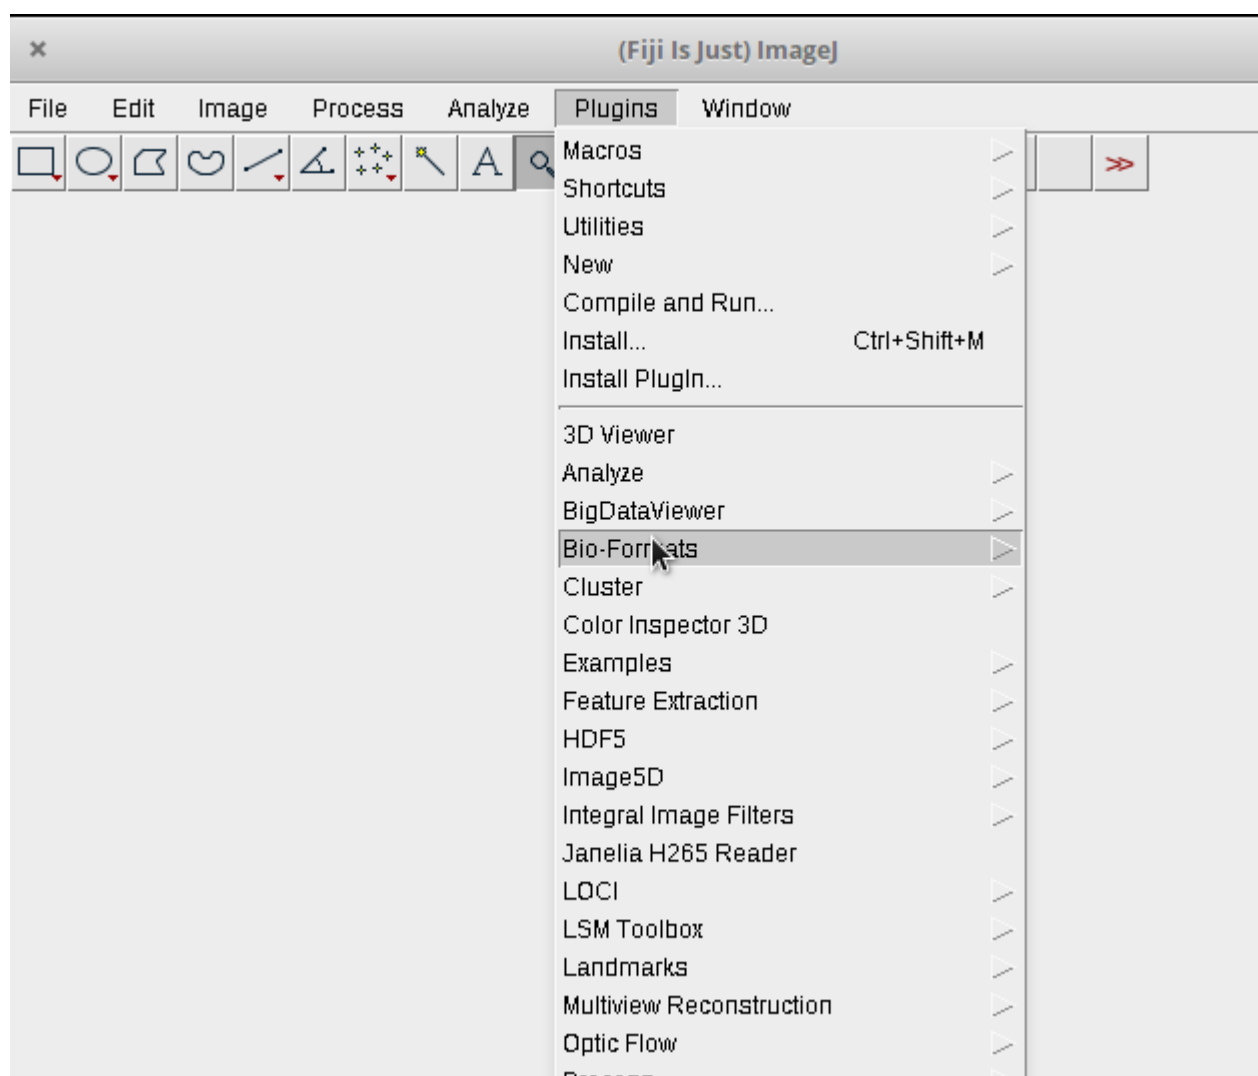 (Fiji Is Just) ImageJ
File Edit Image Process Analyze Plugins Window
A
Macros
Shortcuts
Utilities
New
Compile and Run...
Install... Ctrl+Shift+M
Install PlugIn...
3D Viewer
Analyze
BigDataViewer
Bio-Formats
Cluster
Color Inspector 3D
Examples
Feature Extraction
HDF5
Image5D
Integral Image Filters
Janelia H265 Reader
LOCI
LSM Toolbox
Landmarks
Multiview Reconstruction
Optic Flow